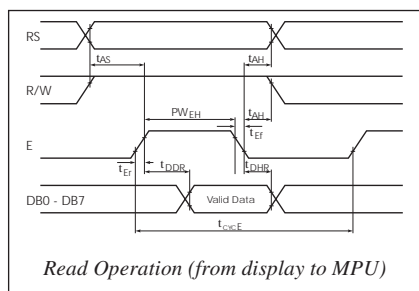 RS
tAS
tAH
R/W
PWEH
tAH
tEf
E
tEr
tDDR
tDHR
DB0 - DB7
Valid Data
tCYCE
Read Operation (from display to MPU)